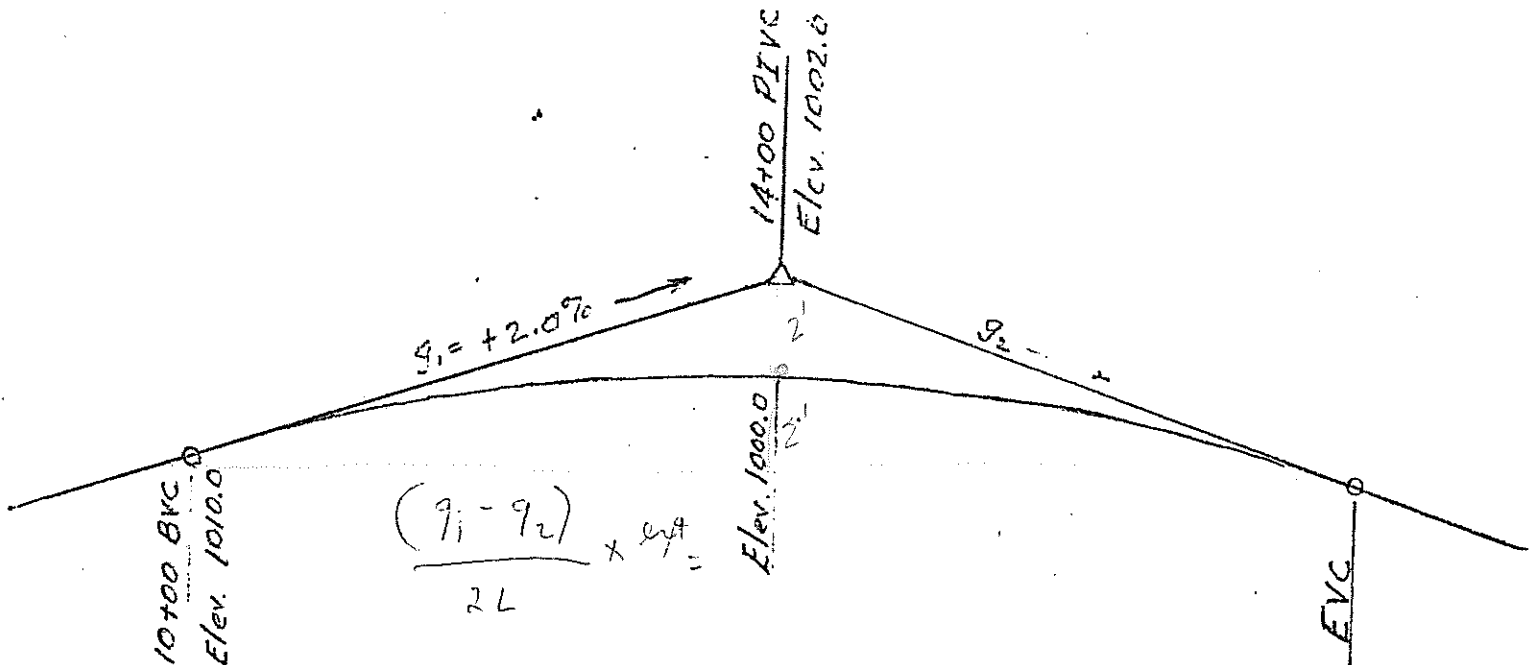 14+00 PIVC
Elev. 1002.0
g₁ = +2.0%
g₂ -
2'
2'
10+00 BVC
Elev. 1010.0
(g₁ - g₂)
2L
x
=
Elev. 1000.0
EVC